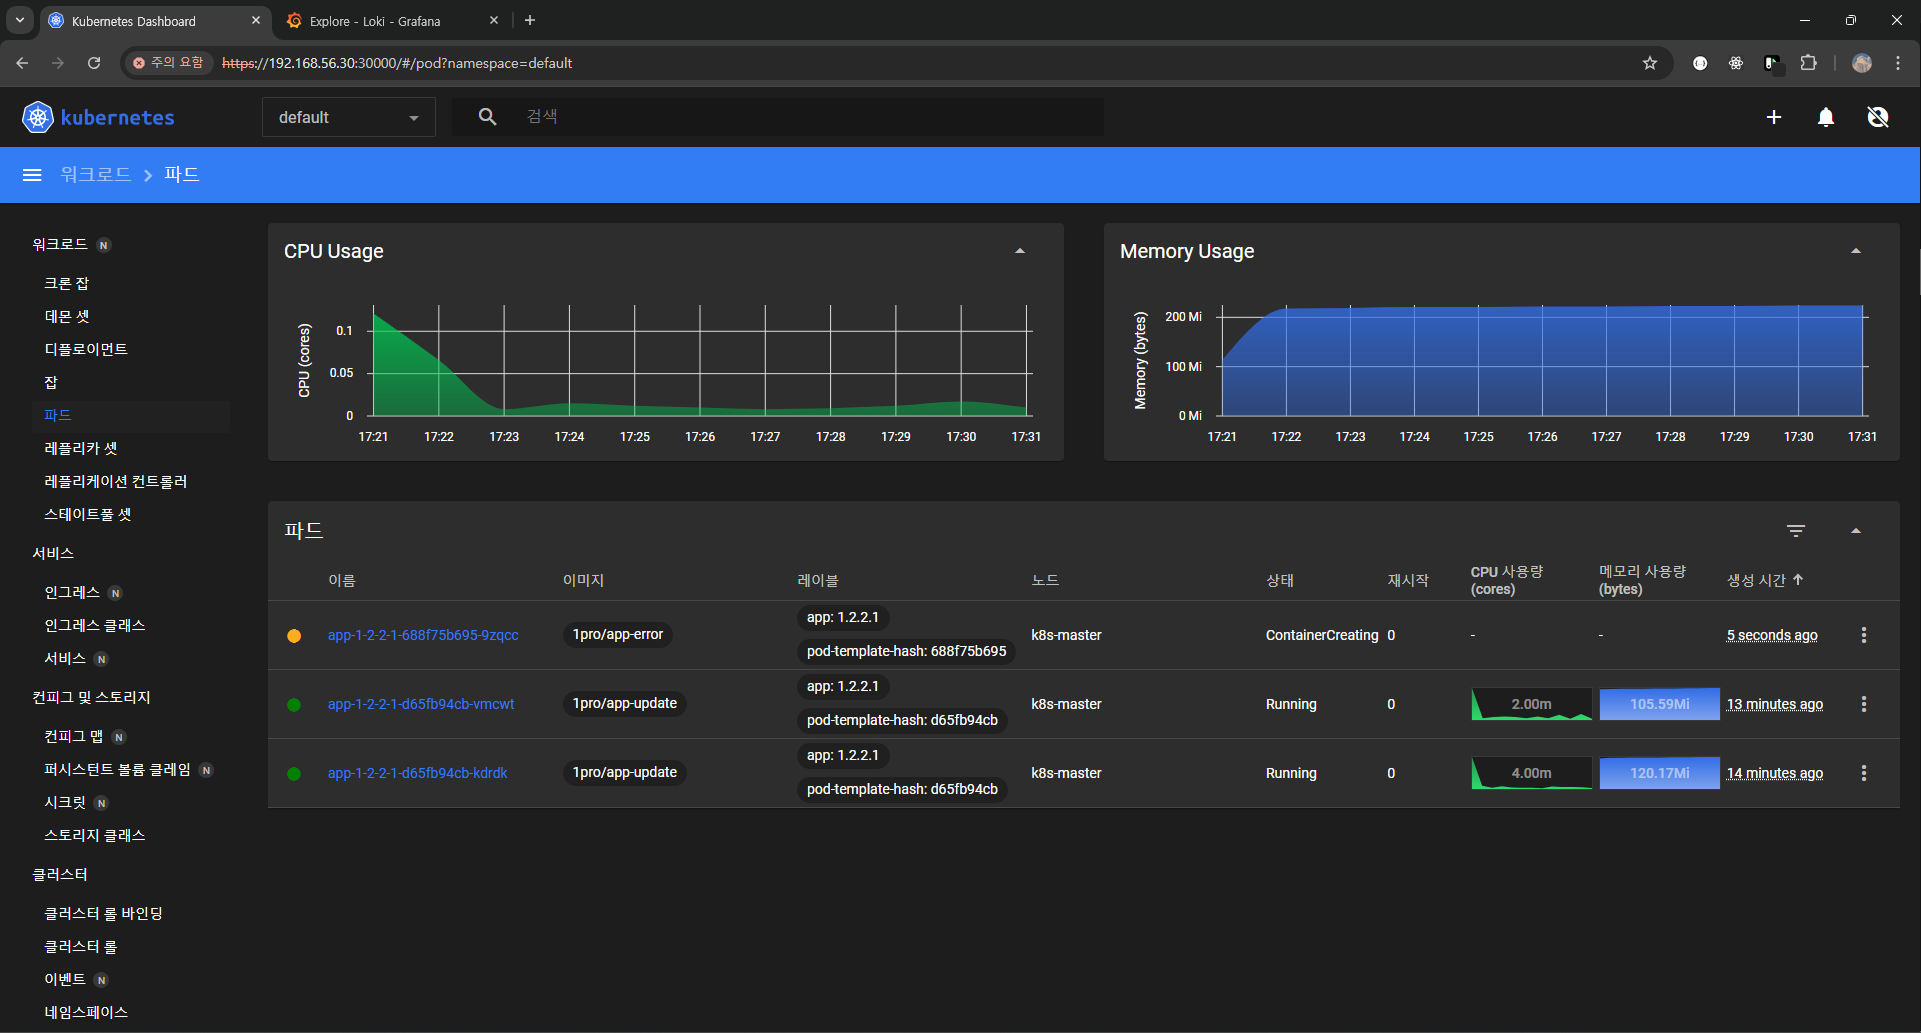 Kubernetes Dashboard
Explore - Loki - Grafana
주의 요함
https://192.168.56.30:30000/#/pod?namespace=default
kubernetes
default
검색
워크로드 > 파드
워크로드 N
크론 잡
데몬 셋
디플로이먼트
잡
파드
레플리카 셋
레플리케이션 컨트롤러
스테이트풀 셋
서비스
인그레스 N
인그레스 클래스
서비스 N
컨피그 및 스토리지
컨피그 맵 N
퍼시스턴트 볼륨 클레임 N
시크릿 N
스토리지 클래스
클러스터
클러스터 롤 바인딩
클러스터 롤
이벤트 N
네임스페이스
CPU Usage
CPU (cores)
0.1
0.05
0
17:21 17:22 17:23 17:24 17:25 17:26 17:27 17:28 17:29 17:30 17:31
Memory Usage
Memory (bytes)
200 Mi
100 Mi
0 Mi
17:21 17:22 17:23 17:24 17:25 17:26 17:27 17:28 17:29 17:30 17:31
파드
이름 이미지 레이블 노드 상태 재시작 CPU 사용량 (cores) 메모리 사용량 (bytes) 생성 시간
app-1-2-2-1-688f75b695-9zqcc 1pro/app-error app: 1.2.2.1 k8s-master ContainerCreating 0 - - 5 seconds ago
pod-template-hash: 688f75b695
app-1-2-2-1-d65fb94cb-vmcwt 1pro/app-update app: 1.2.2.1 k8s-master Running 0 2.00m 105.59Mi 13 minutes ago
pod-template-hash: d65fb94cb
app-1-2-2-1-d65fb94cb-kdrdk 1pro/app-update app: 1.2.2.1 k8s-master Running 0 4.00m 120.17Mi 14 minutes ago
pod-template-hash: d65fb94cb